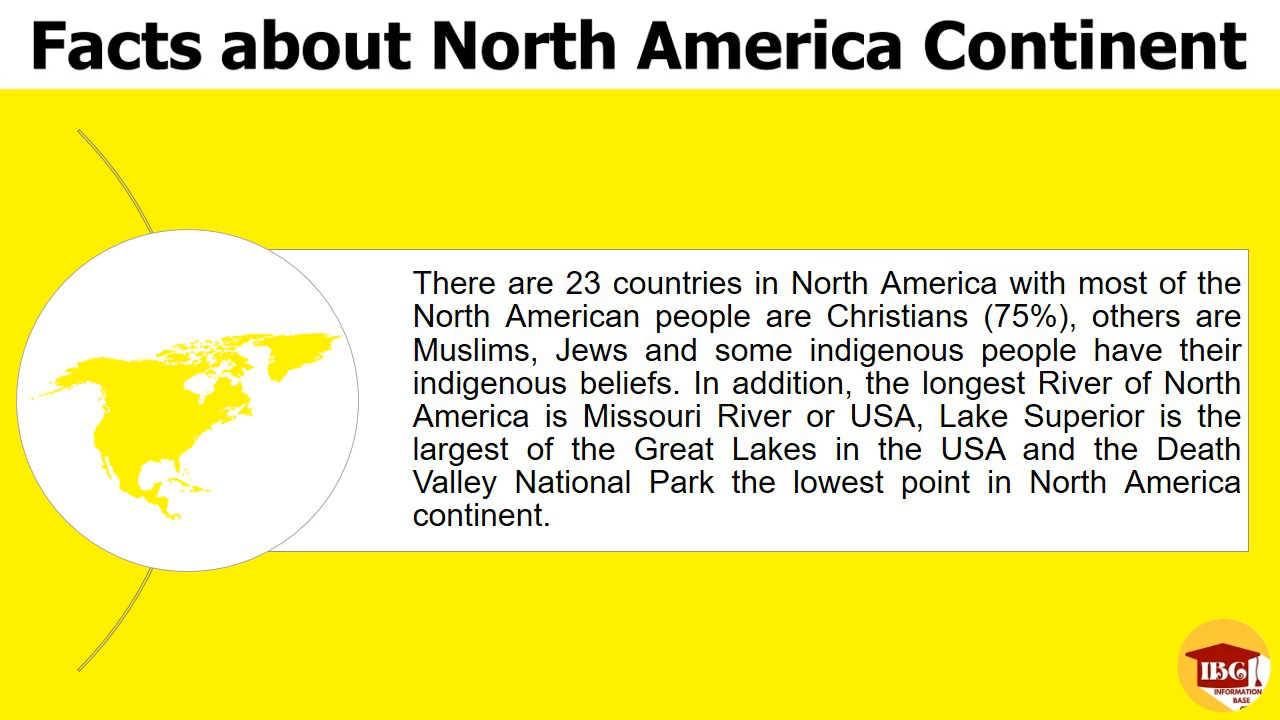 Facts about North America Continent
There are 23 countries in North America with most of the
North American people are Christians (75%), others are
Muslims, Jews and some indigenous people have their
indigenous beliefs. In addition, the longest River of North
America is Missouri River or USA, Lake Superior is the
largest of the Great Lakes in the USA and the Death
Valley National Park the lowest point in North America
continent.
IBG
INFORMATION
BASE